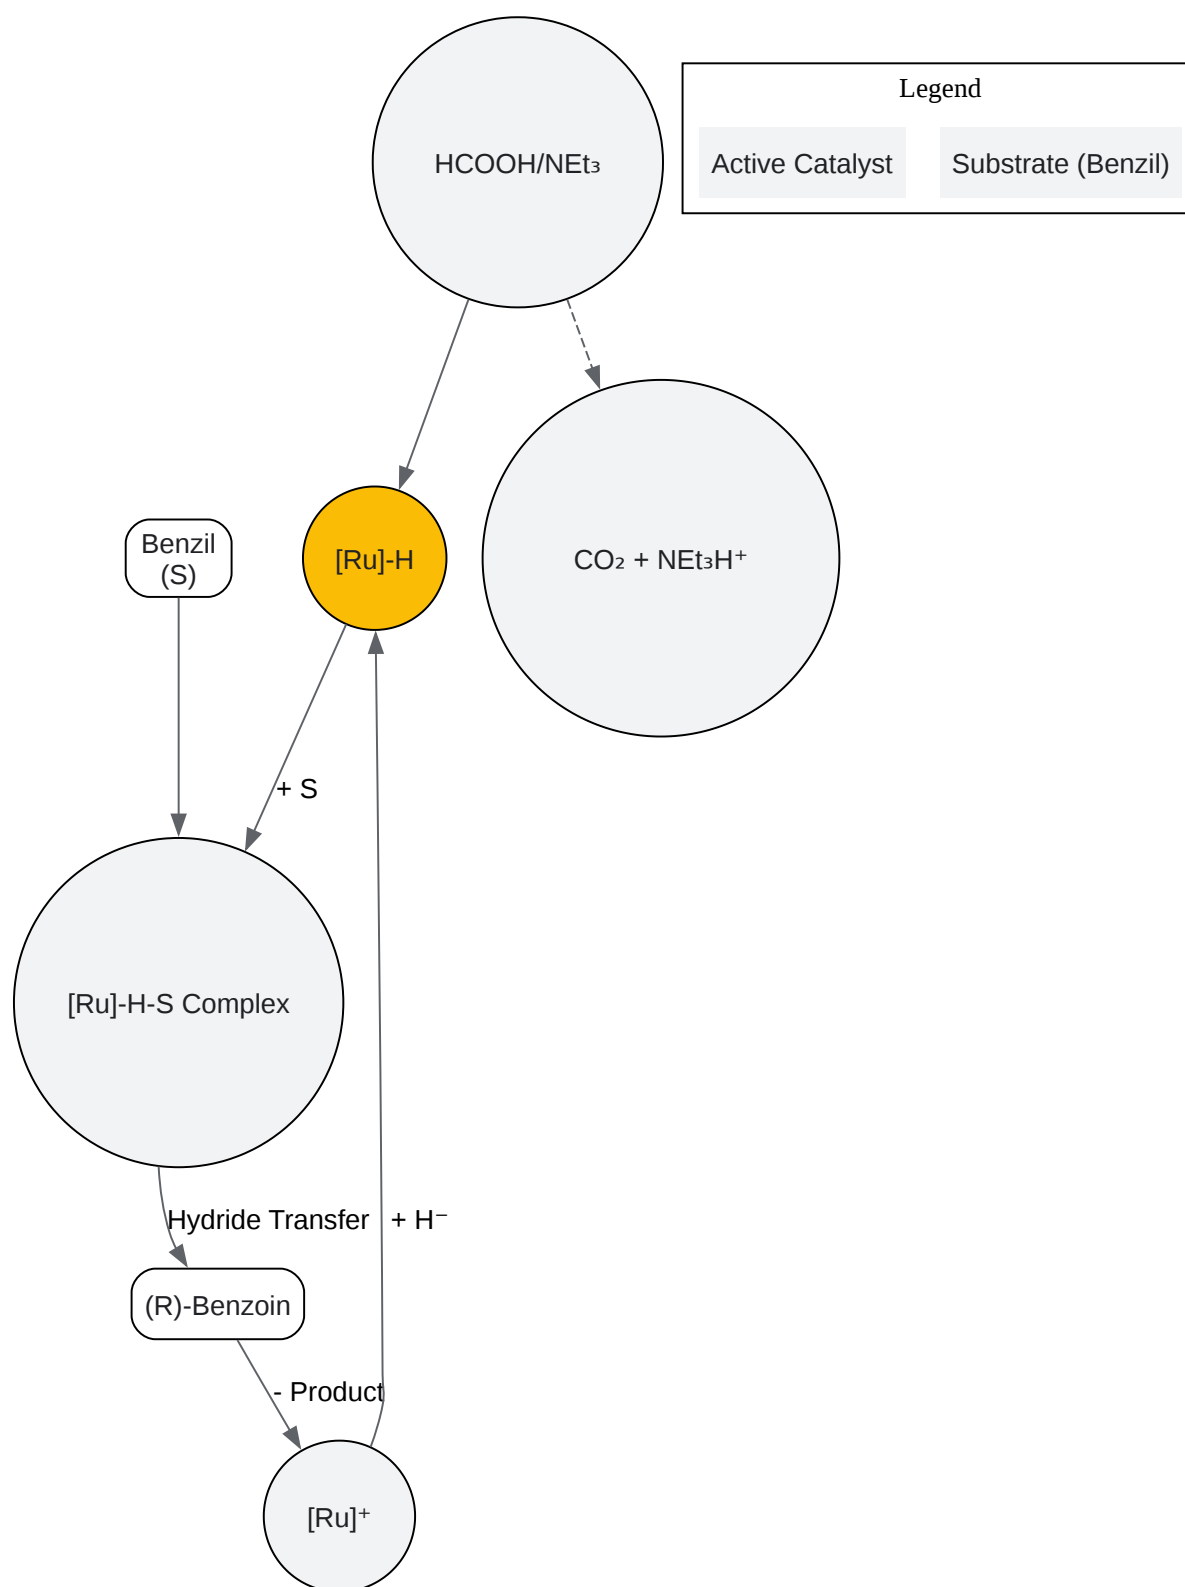 HCOOH/NEt₃
Legend
Active Catalyst
Substrate (Benzil)
Benzil
(S)
[Ru]-H
CO₂ + NEt₃H⁺
+ S
[Ru]-H-S Complex
Hydride Transfer
+ H⁻
(R)-Benzoin
- Product
[Ru]⁺